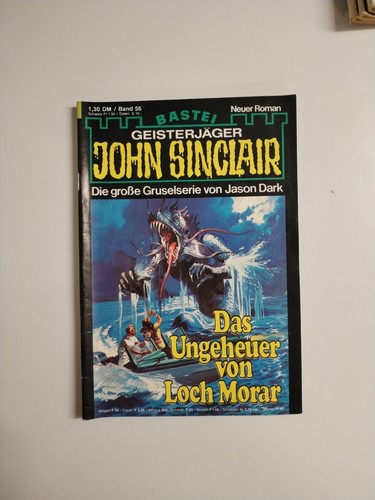 1,30 DM / Band 56
BASTEI
Neuer Roman
GEISTERJÄGER
JOHN SINCLAIR
Die große Gruselserie von Jason Dark
Das
Ungeheuer
von
Loch Morar